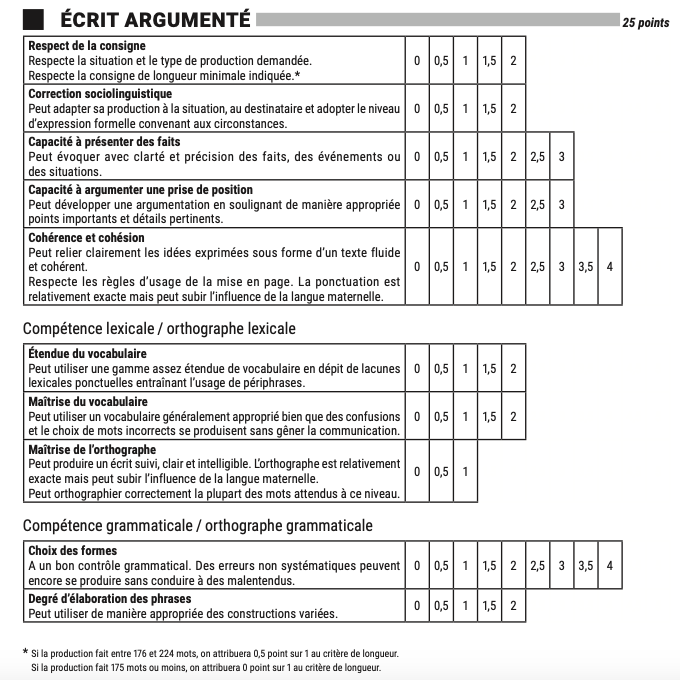 ÉCRIT ARGUMENTÉ
25 points
Respect de la consigne
Respecte la situation et le type de production demandée.
Respecte la consigne de longueur minimale indiquée.*
0 0,5 1 1,5 2
Correction sociolinguistique
Peut adapter sa production à la situation, au destinataire et adopter le niveau
d'expression formelle convenant aux circonstances.
0 0,5 1 1,5 2
Capacité à présenter des faits
Peut évoquer avec clarté et précision des faits, des événements ou
des situations.
0 0,5 1 1,5 2 2,5 3
Capacité à argumenter une prise de position
Peut développer une argumentation en soulignant de manière appropriée
points importants et détails pertinents.
0 0,5 1 1,5 2 2,5 3
Cohérence et cohésion
Peut relier clairement les idées exprimées sous forme d'un texte fluide
et cohérent.
Respecte les règles d'usage de la mise en page. La ponctuation est
relativement exacte mais peut subir l'influence de la langue maternelle.
0 0,5 1 1,5 2 2,5 3 3,5 4
Compétence lexicale / orthographe lexicale
Étendue du vocabulaire
Peut utiliser une gamme assez étendue de vocabulaire en dépit de lacunes
lexicales ponctuelles entraînant l'usage de périphrases.
0 0,5 1 1,5 2
Maîtrise du vocabulaire
Peut utiliser un vocabulaire généralement approprié bien que des confusions
et le choix de mots incorrects se produisent sans gêner la communication.
0 0,5 1 1,5 2
Maîtrise de l'orthographe
Peut produire un écrit suivi, clair et intelligible. L'orthographe est relativement
exacte mais peut subir l'influence de la langue maternelle.
Peut orthographier correctement la plupart des mots attendus à ce niveau.
0 0,5 1
Compétence grammaticale / orthographe grammaticale
Choix des formes
A un bon contrôle grammatical. Des erreurs non systématiques peuvent
encore se produire sans conduire à des malentendus.
0 0,5 1 1,5 2 2,5 3 3,5 4
Degré d'élaboration des phrases
Peut utiliser de manière appropriée des constructions variées.
0 0,5 1 1,5 2
* Si la production fait entre 176 et 224 mots, on attribuera 0,5 point sur 1 au critère de longueur.
Si la production fait 175 mots ou moins, on attribuera 0 point sur 1 au critère de longueur.